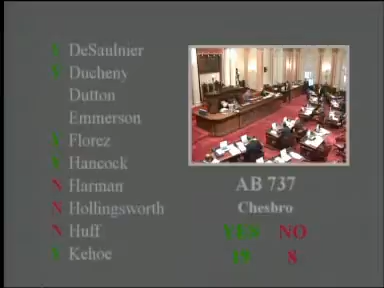 Y DeSaulnier
Y Ducheny
Dutton
Emmerson
Y Florez
Y Hancock
N Harman
N Hollingsworth
N Huff
Y Kehoe
AB 737
Chesbro
YES NO
19 8